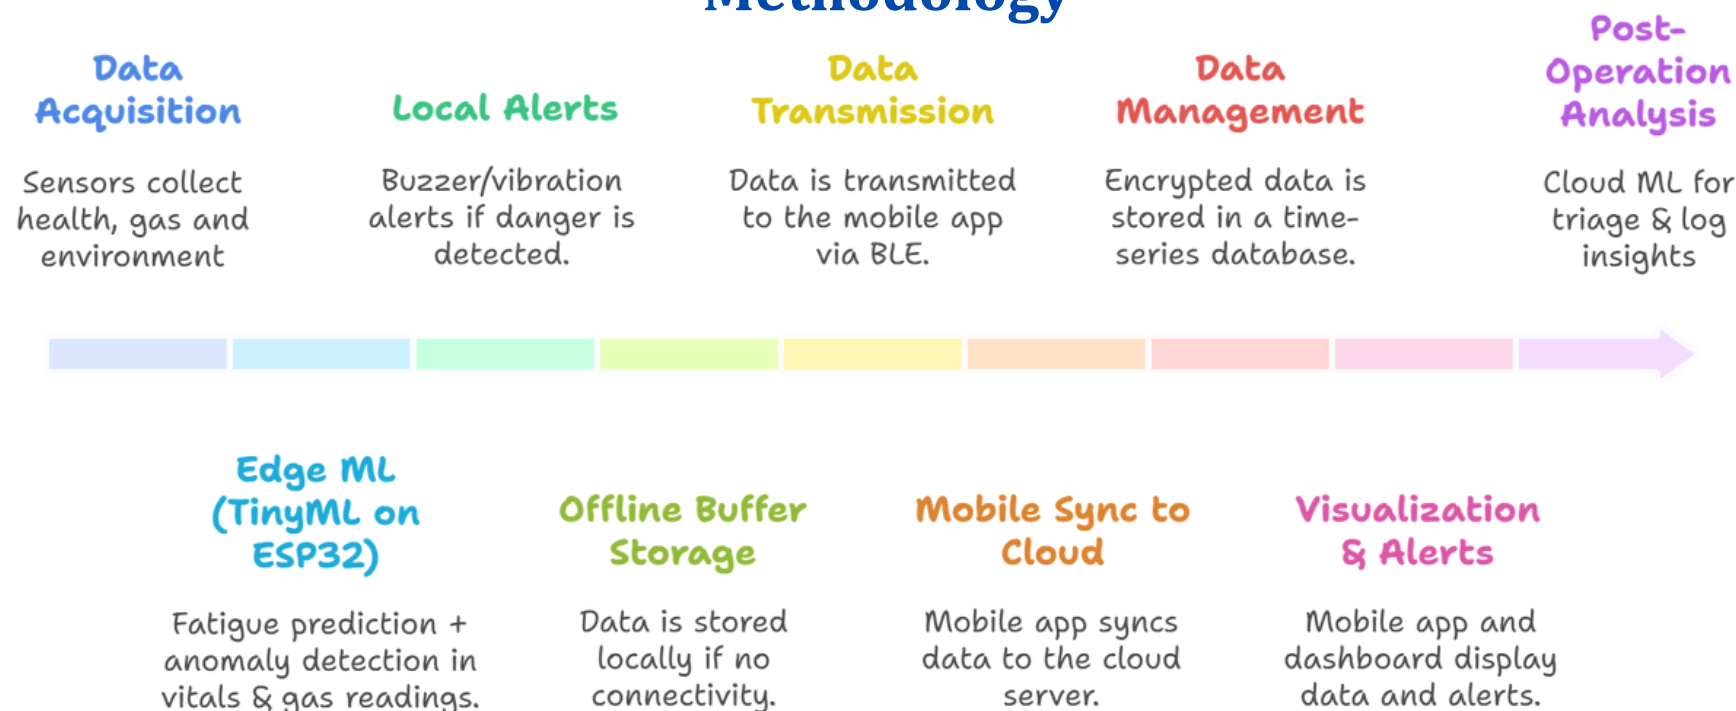 Methodology
Data
Acquisition
Sensors collect
health, gas and
environment
Edge ML
(TinyML on
ESP32)
Fatigue prediction +
anomaly detection in
vitals & gas readings.
Local Alerts
Buzzer/vibration
alerts if danger is
detected.
Offline Buffer
Storage
Data is stored
locally if no
connectivity.
Data
Transmission
Data is transmitted
to the mobile app
via BLE.
Mobile Sync to
Cloud
Mobile app syncs
data to the cloud
server.
Data
Management
Encrypted data is
stored in a time-
series database.
Visualization
& Alerts
Mobile app and
dashboard display
data and alerts.
Post-
Operation
Analysis
Cloud ML for
triage & log
insights